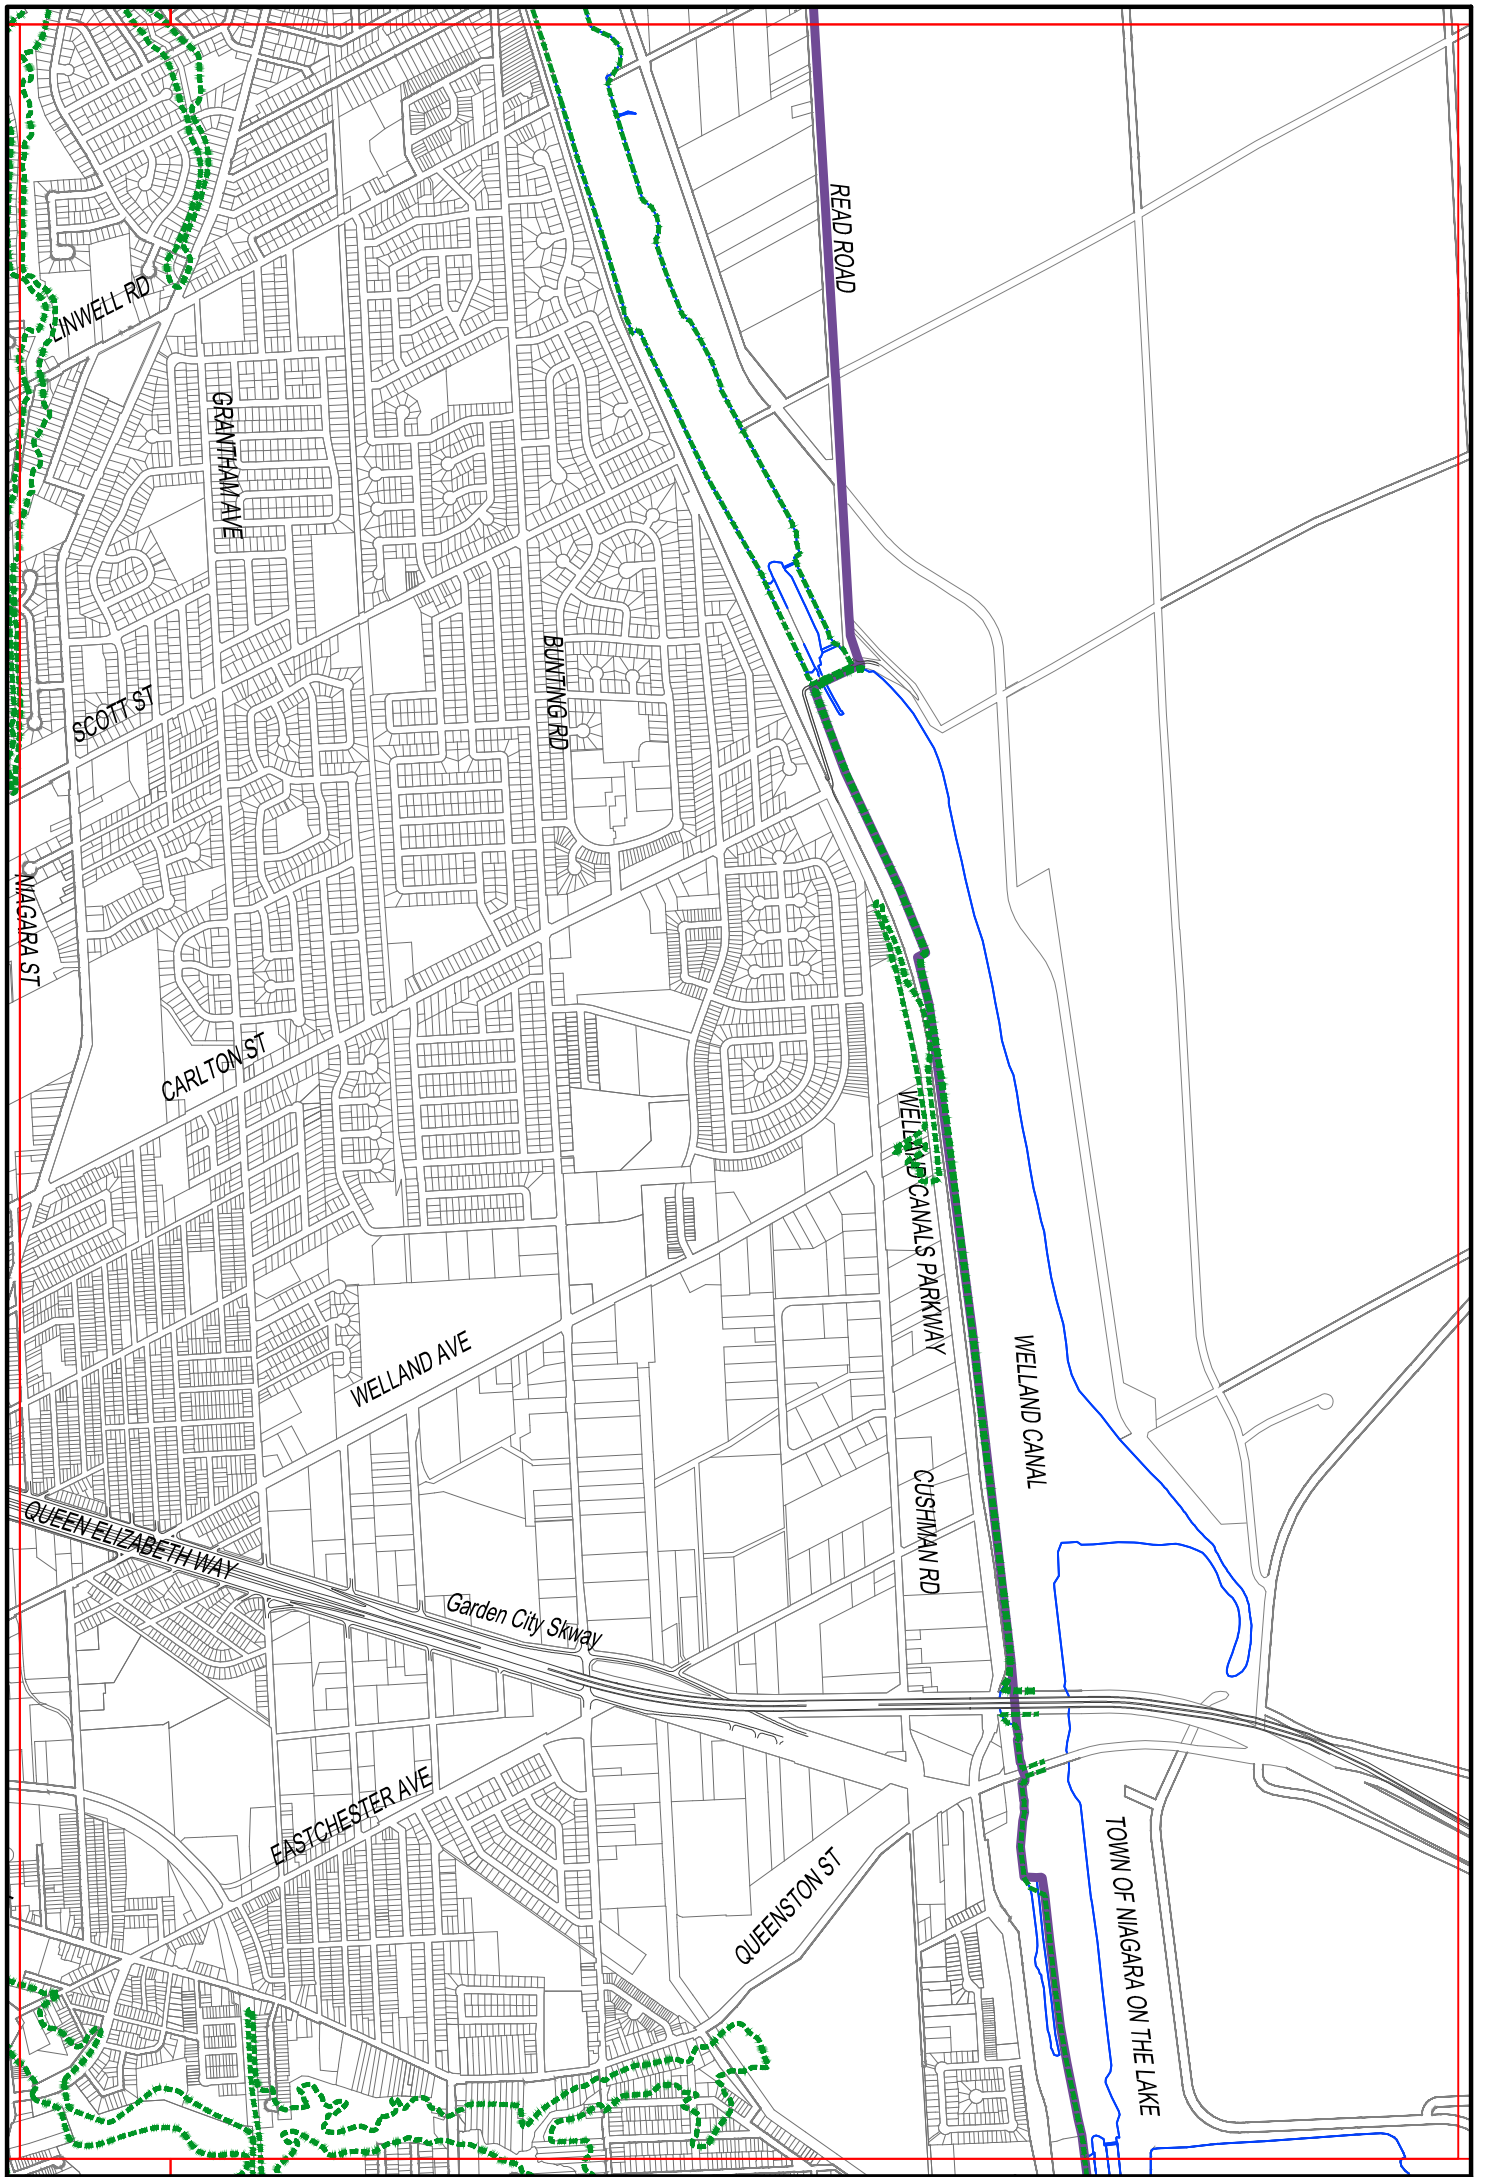 READ ROAD
LINWELL RD
GRANTHAM AVE
BUNTING RD
SCOTT ST
NIAGARA ST
CARLTON ST
WELLAND CANALS PARKWAY
WELLAND AVE
WELLAND CANAL
CUSHMAN RD
QUEEN ELIZABETH WAY
Garden City Skway
EASTCHESTER AVE
QUEENSTON ST
TOWN OF NIAGARA ON THE LAKE